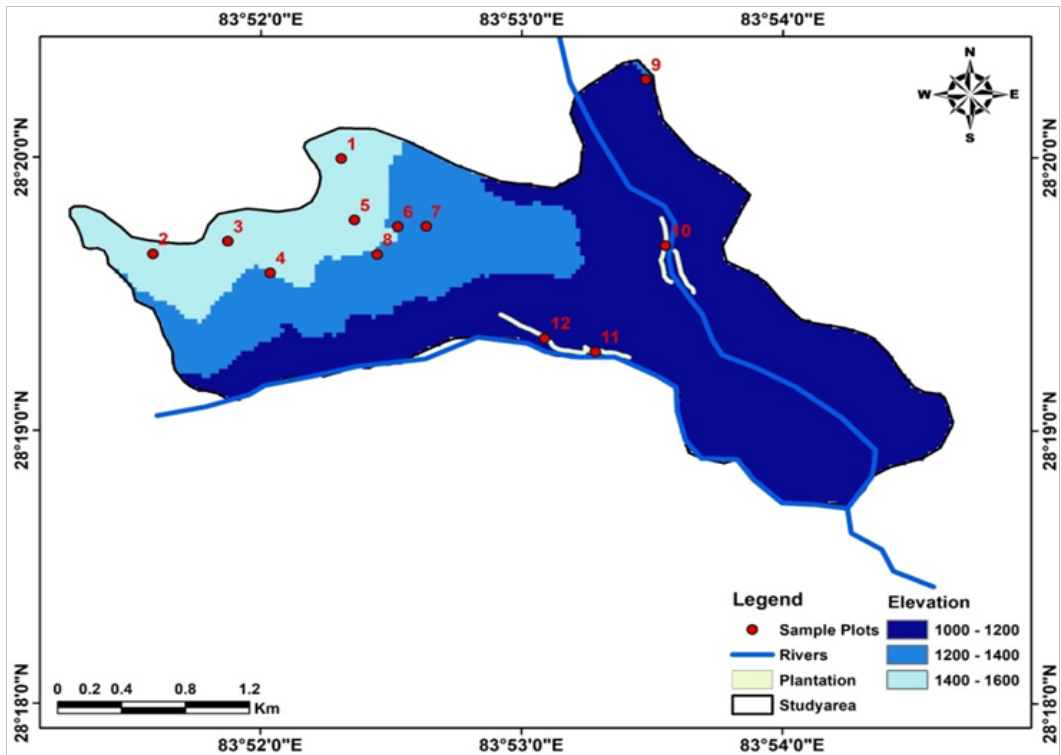 83°52'0"E 83°53'0"E 83°54'0"E
N
W E
S
28°20'0"N 28°20'0"N
28°19'0"N 28°19'0"N
28°18'0"N 28°18'0"N
9
1
5 6 7
2 3 4 8
10
12 11
Legend
Sample Plots
Rivers
Plantation
Studyarea
Elevation
1000 - 1200
1200 - 1400
1400 - 1600
0 0.2 0.4 0.8 1.2
Km
83°52'0"E 83°53'0"E 83°54'0"E